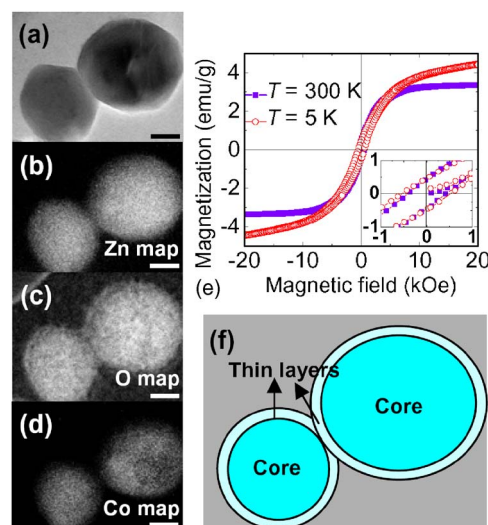 (a)
(b)
Zn map
(c)
O map
(d)
Co map
Magnetization (emu/g)
4
2
0
-2
-4
T = 300 K
T = 5 K
1
0
-1
-1 0 1
-20 -10 0 10 20
(e) Magnetic field (kOe)
(f)
Thin layers
Core
Core